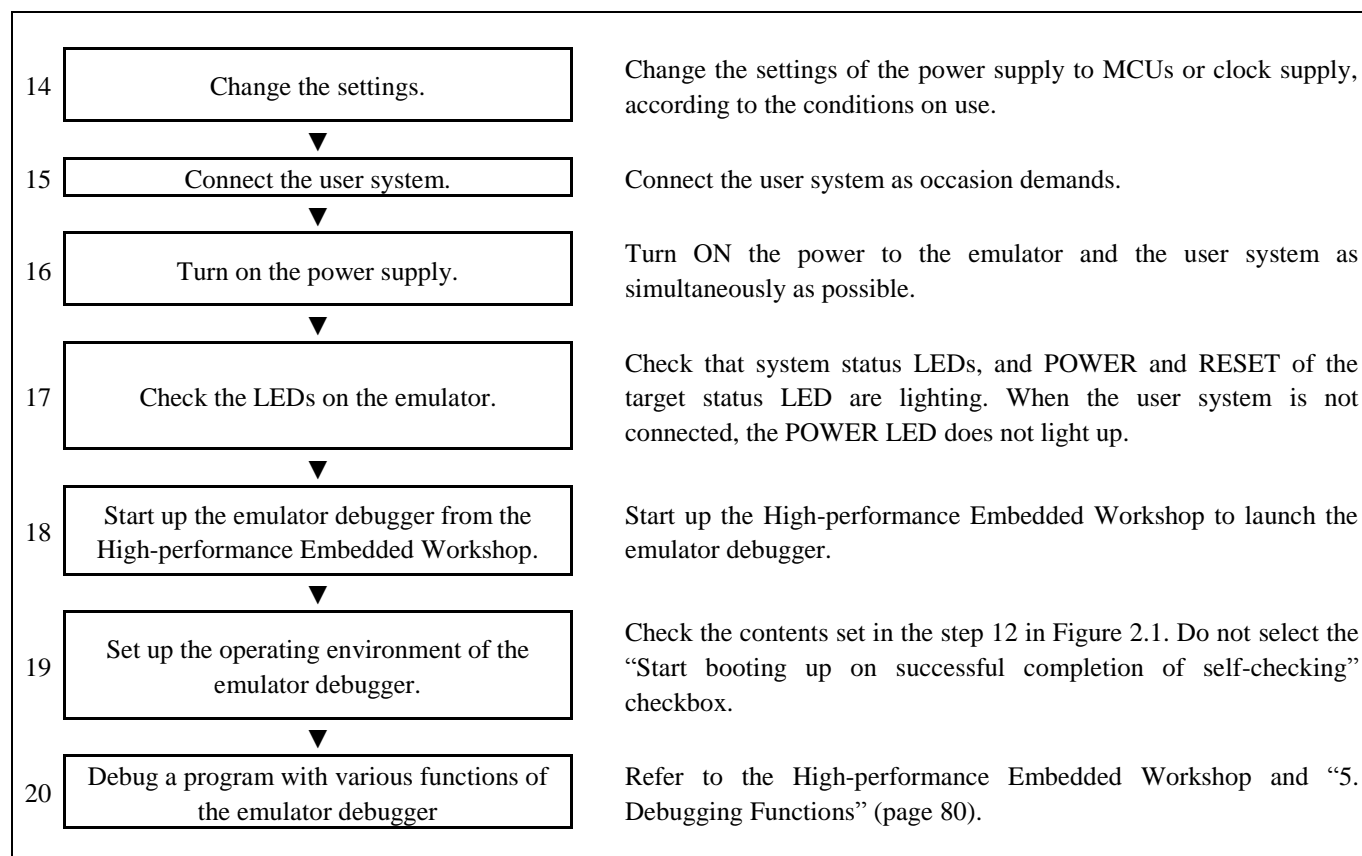 14
Change the settings.
Change the settings of the power supply to MCUs or clock supply,
according to the conditions on use.
▼
15
Connect the user system.
Connect the user system as occasion demands.
▼
16
Turn on the power supply.
Turn ON the power to the emulator and the user system as
simultaneously as possible.
▼
17
Check the LEDs on the emulator.
Check that system status LEDs, and POWER and RESET of the
target status LED are lighting. When the user system is not
connected, the POWER LED does not light up.
▼
18
Start up the emulator debugger from the
High-performance Embedded Workshop.
Start up the High-performance Embedded Workshop to launch the
emulator debugger.
▼
19
Set up the operating environment of the
emulator debugger.
Check the contents set in the step 12 in Figure 2.1. Do not select the
“Start booting up on successful completion of self-checking”
checkbox.
▼
20
Debug a program with various functions of
the emulator debugger
Refer to the High-performance Embedded Workshop and “5.
Debugging Functions” (page 80).